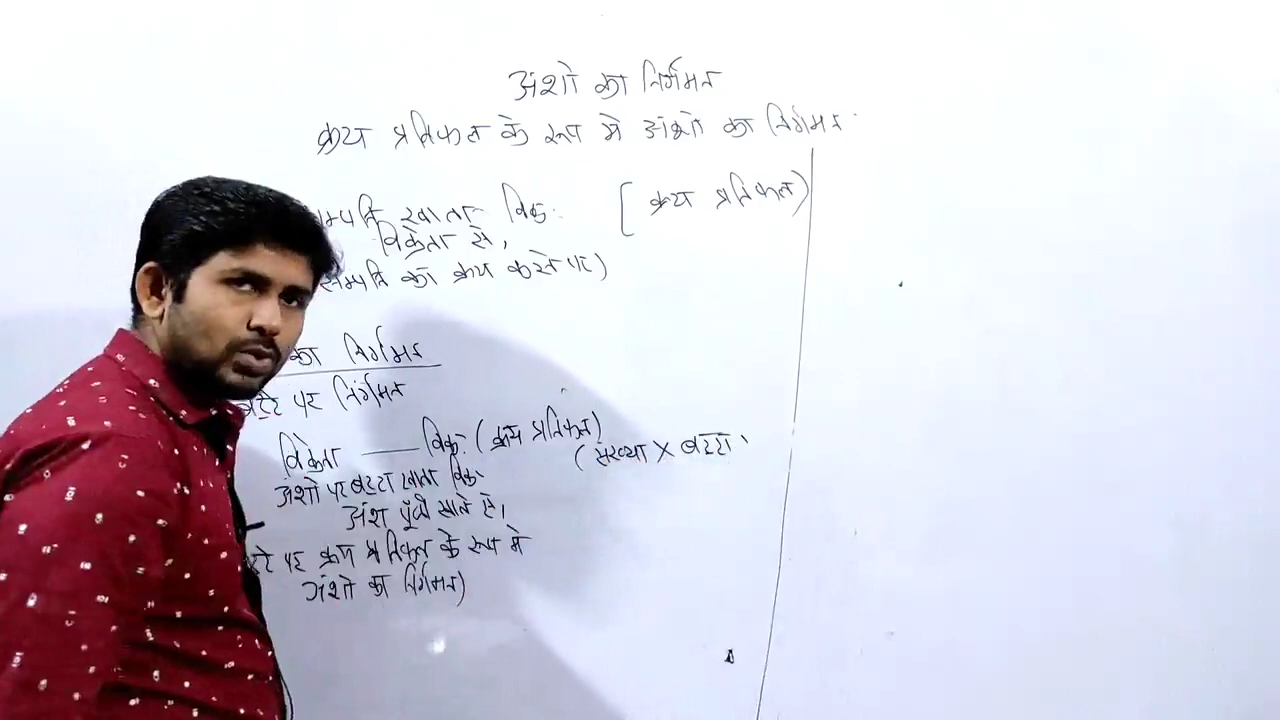 अंशो का निर्गमन
क्रय प्रतिफल के रूप मे अंशो का निर्गमन
म्पति खाता विक. [ क्रय प्रतिफल)
विक्रेता से,
सम्पति को क्रय करने पर)
का निर्गमन
बट्टे पर निर्गमन
विक्रेता — विक. (क्रय प्रतिफल)
(संख्या X बट्टा
अंशो पर बट्टा खाता विक
अंश पूँजी खाते से,
टे पर क्रय प्रतिफल के रूप मे
अंशो का निर्गमन)